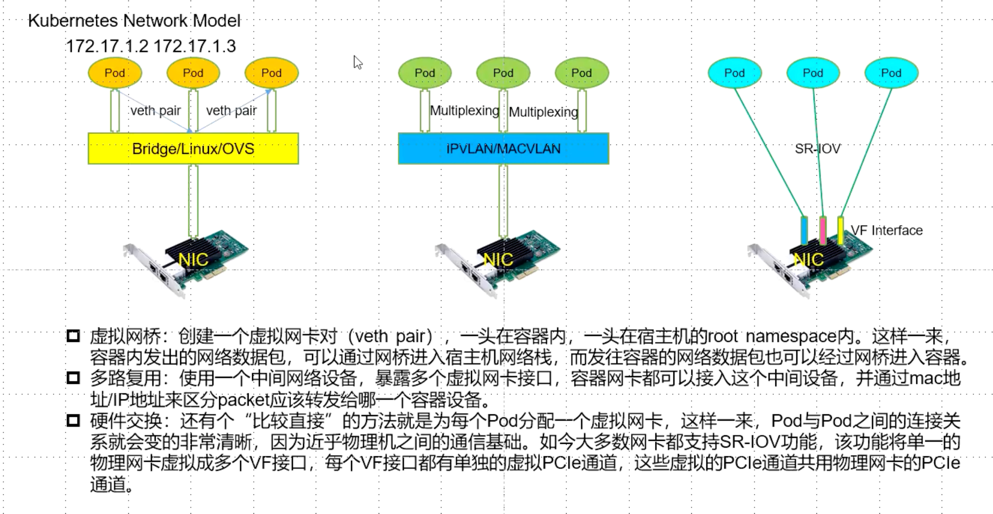 Kubernetes Network Model
172.17.1.2 172.17.1.3
Pod Pod Pod
veth pair veth pair
Bridge/Linux/OVS
NIC
Pod Pod Pod
Multiplexing Multiplexing
IPVLAN/MACVLAN
NIC
Pod Pod Pod
SR-IOV
VF Interface
NIC
虚拟网桥：创建一个虚拟网卡对（veth pair），一头在容器内，一头在宿主机的root namespace内。这样一来，
容器内发出的网络数据包，可以通过网桥进入宿主机网络栈，而发往容器的网络数据包也可以经过网桥进入容器。
多路复用：使用一个中间网络设备，暴露多个虚拟网卡接口，容器网卡都可以接入这个中间设备，并通过mac地
址/IP地址来区分packet应该转发给哪一个容器设备。
硬件交换：还有个“比较直接”的方法就是为每个Pod分配一个虚拟网卡，这样一来，Pod与Pod之间的连接关
系就会变的非常清晰，因为近乎物理机之间的通信基础。如今大多数网卡都支持SR-IOV功能，该功能将单一的
物理网卡虚拟成多个VF接口，每个VF接口都有单独的虚拟PCIe通道，这些虚拟的PCIe通道共用物理网卡的PCIe
通道。